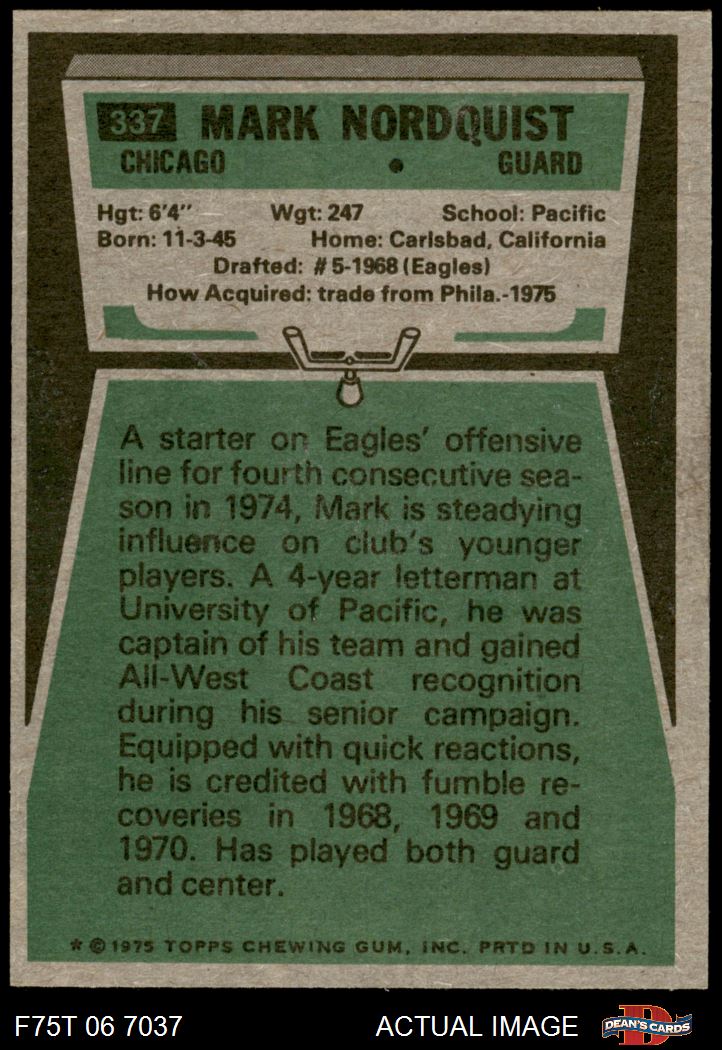 337 MARK NORDQUIST
CHICAGO • GUARD
Hgt: 6'4" Wgt: 247 School: Pacific
Born: 11-3-45 Home: Carlsbad, California
Drafted: #5-1968 (Eagles)
How Acquired: trade from Phila.-1975
A starter on Eagles' offensive
line for fourth consecutive sea-
son in 1974, Mark is steadying
influence on club's younger
players. A 4-year letterman at
University of Pacific, he was
captain of his team and gained
All-West Coast recognition
during his senior campaign.
Equipped with quick reactions,
he is credited with fumble re-
coveries in 1968, 1969 and
1970. Has played both guard
and center.
* © 1975 TOPPS CHEWING GUM, INC. PRTD IN U.S.A.
F75T 06 7037 ACTUAL IMAGE D DEAN'S CARDS